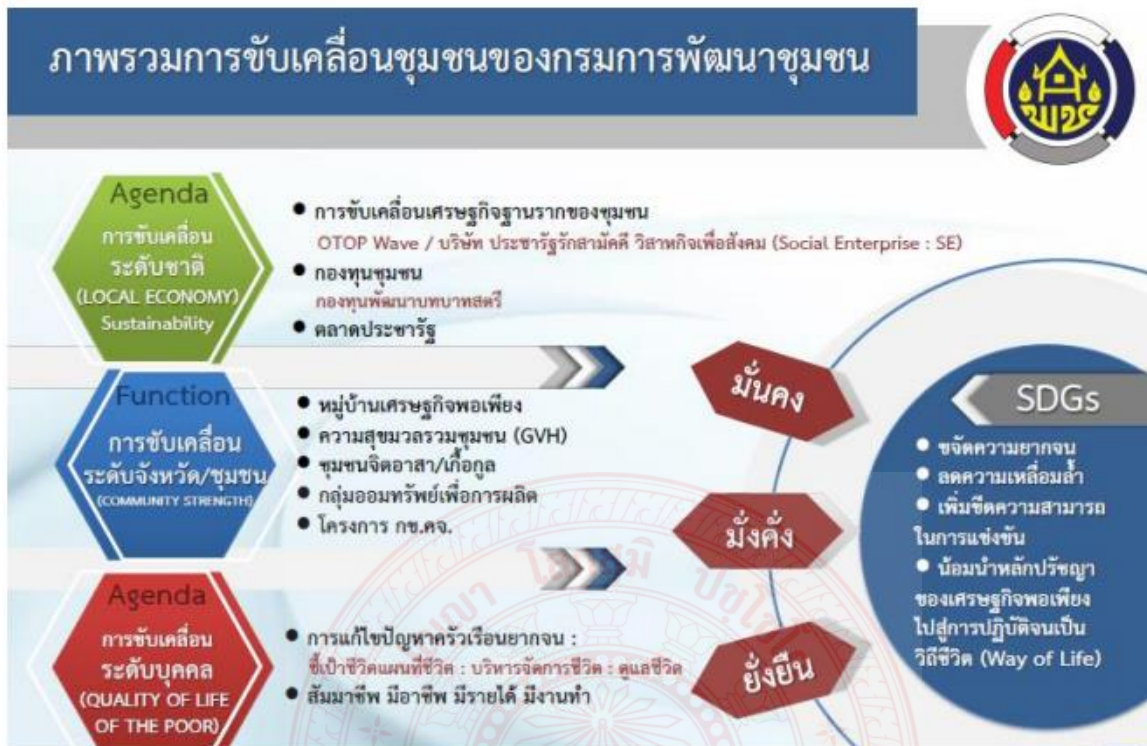 ภาพรวมการขับเคลื่อนชุมชนของกรมการพัฒนาชุมชน
พช
Agenda
การขับเคลื่อน
ระดับชาติ
(LOCAL ECONOMY)
Sustainability
● การขับเคลื่อนเศรษฐกิจฐานรากของชุมชน
OTOP Wave / บริษัท ประชารัฐรักสามัคคี วิสาหกิจเพื่อสังคม (Social Enterprise : SE)
● กองทุนชุมชน
กองทุนพัฒนาบทบาทสตรี
● ตลาดประชารัฐ
Function
การขับเคลื่อน
ระดับจังหวัด/ชุมชน
(COMMUNITY STRENGTH)
● หมู่บ้านเศรษฐกิจพอเพียง
● ความสุขมวลรวมชุมชน (GVH)
● ชุมชนจิตอาสา/เกื้อกูล
● กลุ่มออมทรัพย์เพื่อการผลิต
● โครงการ กข.คจ.
Agenda
การขับเคลื่อน
ระดับบุคคล
(QUALITY OF LIFE
OF THE POOR)
● การแก้ไขปัญหาครัวเรือนยากจน :
ชี้เป้าชีวิตแผนที่ชีวิต : บริหารจัดการชีวิต : ดูแลชีวิต
● สัมมาชีพ มีอาชีพ มีรายได้ มีงานทำ
มั่นคง
มั่งคั่ง
ยั่งยืน
SDGs
● ขจัดความยากจน
● ลดความเหลื่อมล้ำ
● เพิ่มขีดความสามารถ
ในการแข่งขัน
● น้อมนำหลักปรัชญา
ของเศรษฐกิจพอเพียง
ไปสู่การปฏิบัติจนเป็น
วิถีชีวิต (Way of Life)